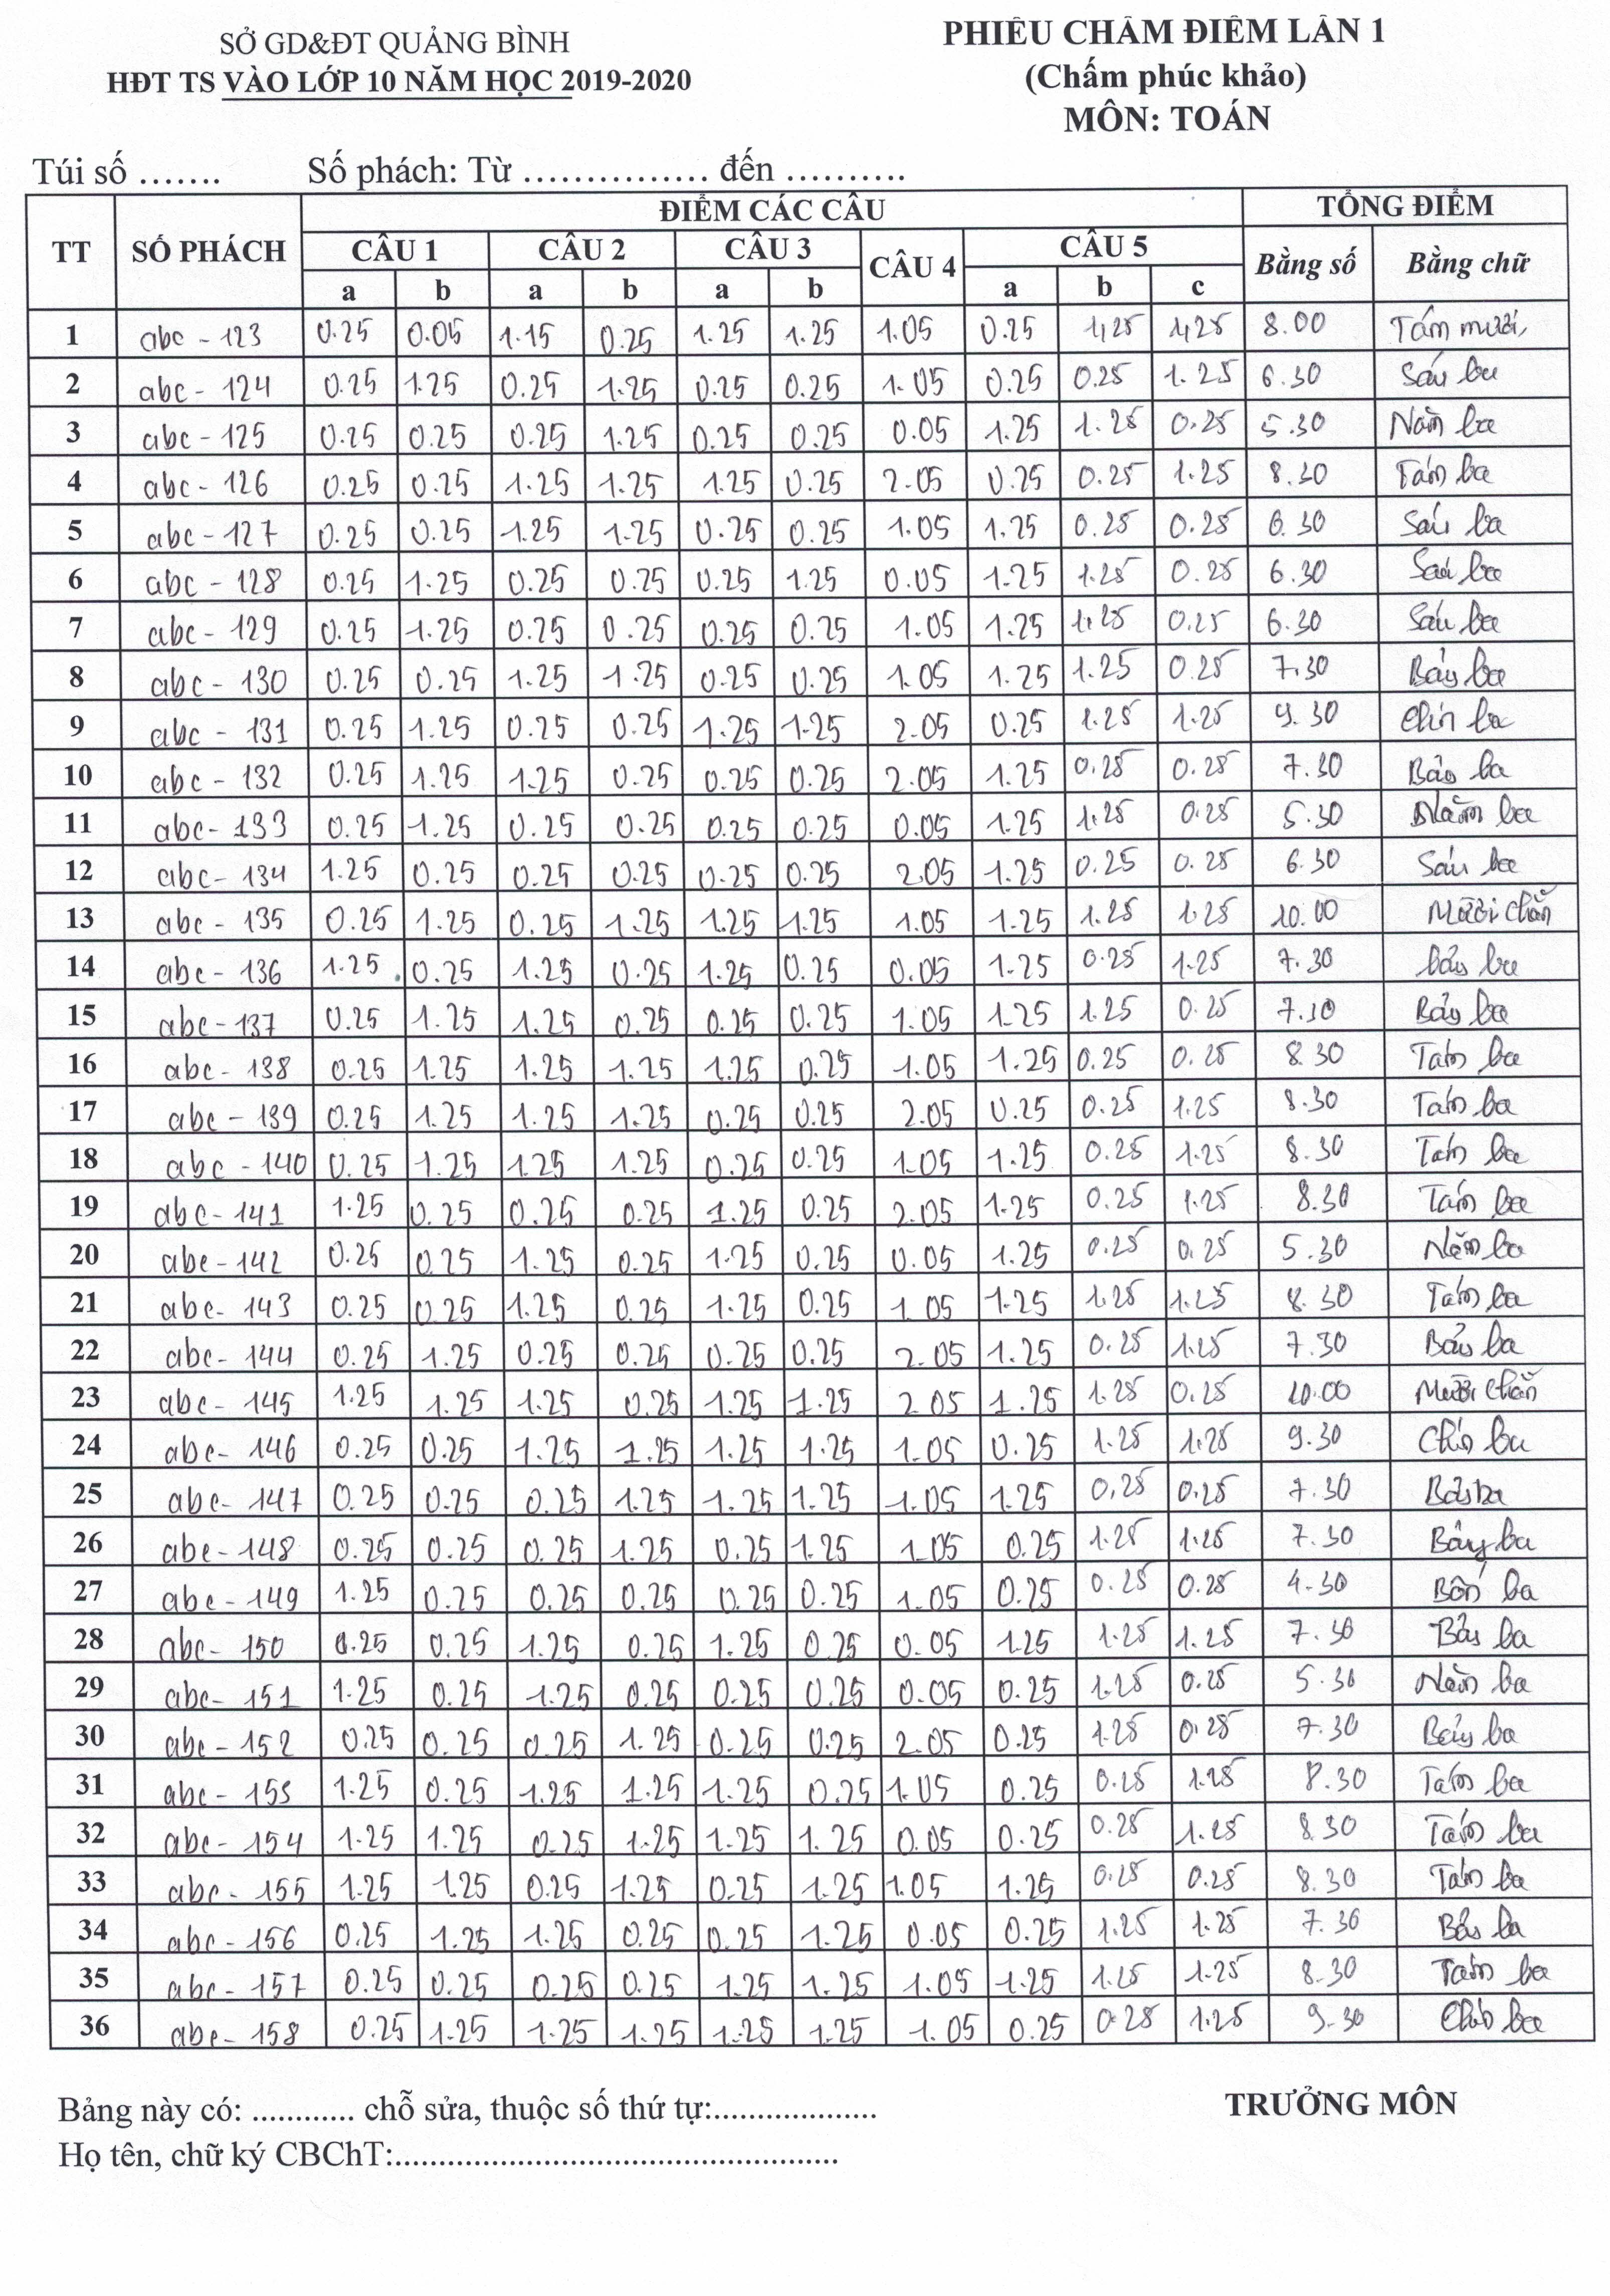 SỞ GD&ĐT QUẢNG BÌNH
HĐT TS VÀO LỚP 10 NĂM HỌC 2019-2020
PHIẾU CHẤM ĐIỂM LẦN 1
(Chấm phúc khảo)
MÔN: TOÁN
Túi số ....... Số phách: Từ ............... đến ..........
TT SỐ PHÁCH ĐIỂM CÁC CÂU TỔNG ĐIỂM
CÂU 1 CÂU 2 CÂU 3 CÂU 4 CÂU 5 Bằng số Bằng chữ
a b a b a b a b c
1 abc - 123 0.25 0.05 1.15 0.25 1.25 1.25 1.05 0.25 1,25 1,25 8.00 Tám mươi
2 abc - 124 0.25 1.25 0.25 1.25 0.25 0.25 1.05 0.25 0.25 1.25 6.30 Sáu ba
3 abc - 125 0.25 0.25 0.25 1.25 0.25 0.25 0.05 1.25 1.25 0.25 5.30 Năm ba
4 abc - 126 0.25 0.25 1.25 1.25 1.25 0.25 2.05 0.25 0.25 1.25 8.30 Tám ba
5 abc - 127 0.25 0.25 1.25 1.25 0.25 0.25 1.05 1.25 0.25 0.25 6.30 Sáu ba
6 abc - 128 0.25 1.25 0.25 0.25 0.25 1.25 0.05 1.25 1.25 0.25 6.30 Sáu ba
7 abc - 129 0.25 1.25 0.25 0.25 0.25 0.25 1.05 1.25 1.25 0.25 6.30 Sáu ba
8 abc - 130 0.25 0.25 1.25 1.25 0.25 0.25 1.05 1.25 1.25 0.25 7.30 Bảy ba
9 abc - 131 0.25 1.25 0.25 0.25 1.25 1.25 2.05 0.25 1.25 1.25 9.30 Chín ba
10 abc - 132 0.25 1.25 1.25 0.25 0.25 0.25 2.05 1.25 0.25 0.25 7.30 Bảy ba
11 abc - 133 0.25 1.25 0.25 0.25 0.25 0.25 0.05 1.25 1.25 0.25 5.30 Năm ba
12 abc - 134 1.25 0.25 0.25 0.25 0.25 0.25 2.05 1.25 0.25 0.25 6.30 Sáu ba
13 abc - 135 0.25 1.25 0.25 1.25 1.25 1.25 1.05 1.25 1.25 1.25 10.00 Mười chẵn
14 abc - 136 1.25 0.25 1.25 0.25 1.25 0.25 0.05 1.25 0.25 1.25 7.30 bảy ba
15 abc - 137 0.25 1.25 1.25 0.25 0.25 0.25 1.05 1.25 1.25 0.25 7.30 Bảy ba
16 abc - 138 0.25 1.25 1.25 1.25 1.25 0.25 1.05 1.25 0.25 0.25 8.30 Tám ba
17 abc - 139 0.25 1.25 1.25 1.25 0.25 0.25 2.05 0.25 0.25 1.25 8.30 Tám ba
18 abc - 140 0.25 1.25 1.25 1.25 0.25 0.25 1.05 1.25 0.25 1.25 8.30 Tám ba
19 abc - 141 1.25 0.25 0.25 0.25 1.25 0.25 2.05 1.25 0.25 1.25 8.30 Tám ba
20 abc - 142 0.25 0.25 1.25 0.25 1.25 0.25 0.05 1.25 0.25 0.25 5.30 Năm ba
21 abc - 143 0.25 0.25 1.25 0.25 1.25 0.25 1.05 1.25 1.25 1.25 8.30 Tám ba
22 abc - 144 0.25 1.25 0.25 0.25 0.25 0.25 2.05 1.25 0.25 1.25 7.30 Bảy ba
23 abc - 145 1.25 1.25 1.25 0.25 1.25 1.25 2.05 1.25 1.25 0.25 10.00 Mười chẵn
24 abc - 146 0.25 0.25 1.25 1.25 1.25 1.25 1.05 0.25 1.25 1.25 9.30 Chín ba
25 abc - 147 0.25 0.25 0.25 1.25 1.25 1.25 1.05 1.25 0,25 0.25 7.30 Bảy ba
26 abc - 148 0.25 0.25 0.25 1.25 0.25 1.25 1.05 0.25 1.25 1.25 7.30 Bảy ba
27 abc - 149 1.25 0.25 0.25 0.25 0.25 0.25 1.05 0.25 0.25 0.25 4.30 Bốn ba
28 abc - 150 0.25 0.25 1.25 0.25 1.25 0.25 0.05 1.25 1.25 1.25 7.30 Bảy ba
29 abc - 151 1.25 0.25 1.25 0.25 0.25 0.25 0.05 0.25 1.25 0.25 5.30 Năm ba
30 abc - 152 0.25 0.25 0.25 1.25 0.25 0.25 2.05 0.25 1.25 0.25 7.30 Bảy ba
31 abc - 153 1.25 0.25 1.25 1.25 1.25 0.25 1.05 0.25 0.25 1.25 8.30 Tám ba
32 abc - 154 1.25 1.25 0.25 1.25 1.25 1.25 0.05 0.25 0.25 1.25 8.30 Tám ba
33 abc - 155 1.25 1.25 0.25 1.25 0.25 1.25 1.05 1.25 0.25 0.25 8.30 Tám ba
34 abc - 156 0.25 1.25 1.25 0.25 0.25 1.25 0.05 0.25 1.25 1.25 7.30 Bảy ba
35 abc - 157 0.25 0.25 0.25 0.25 1.25 1.25 1.05 1.25 1.25 1.25 8.30 Tám ba
36 abc - 158 0.25 1.25 1.25 1.25 1.25 1.25 1.05 0.25 0.25 1.25 9.30 Chín ba
Bảng này có: ............ chỗ sửa, thuộc số thứ tự:...................
TRƯỞNG MÔN
Họ tên, chữ ký CBChT:..................................................